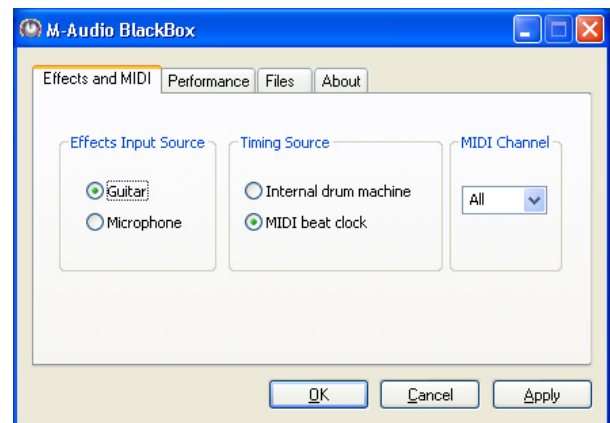 M-Audio BlackBox
Effects and MIDI Performance Files About
Effects Input Source Timing Source MIDI Channel
Guitar Internal drum machine All
Microphone MIDI beat clock
OK Cancel Apply